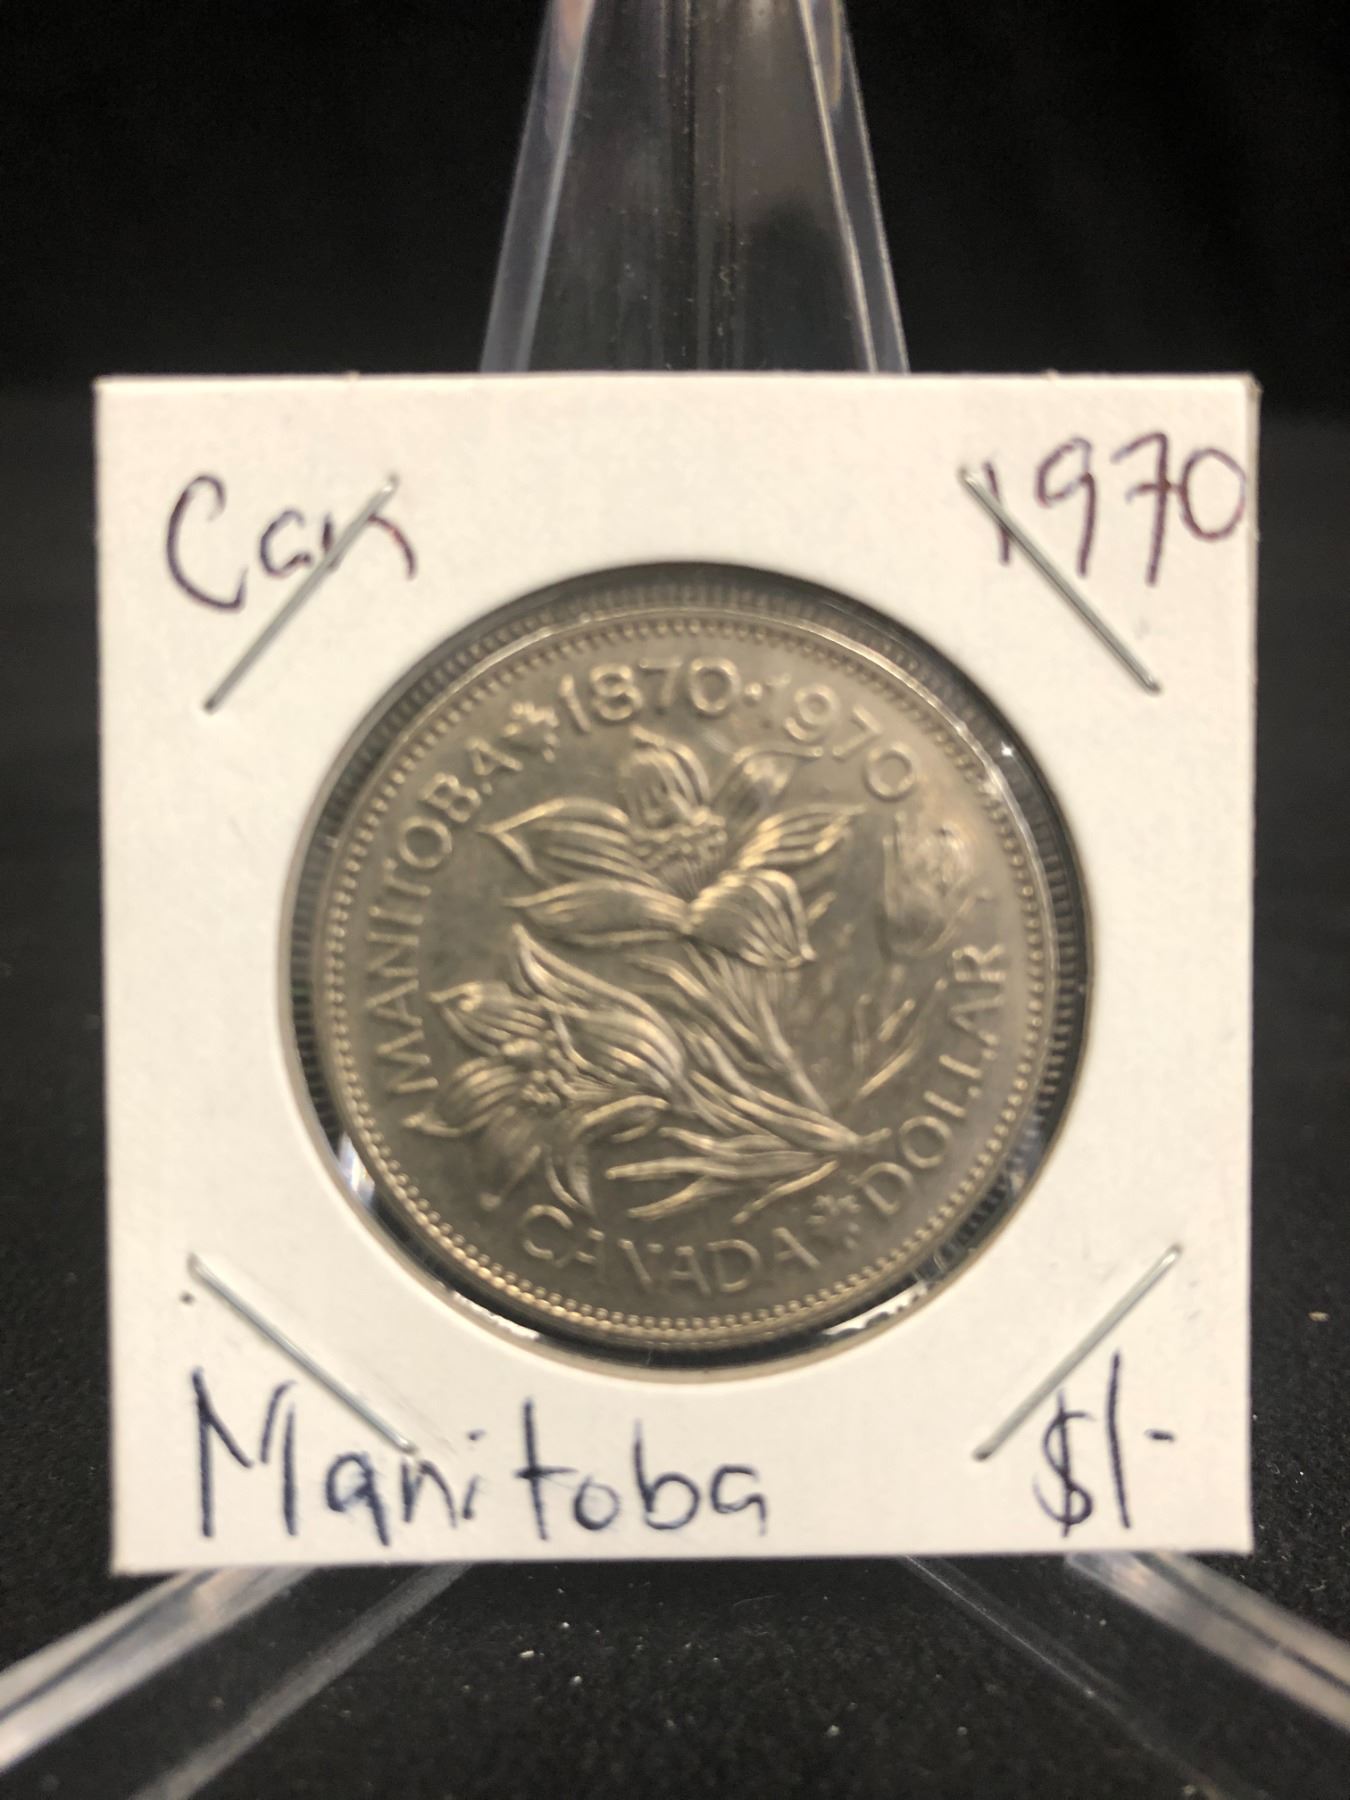 Can 1970
MANITOBA 1870·1970
CANADA DOLLAR
Manitoba $1-